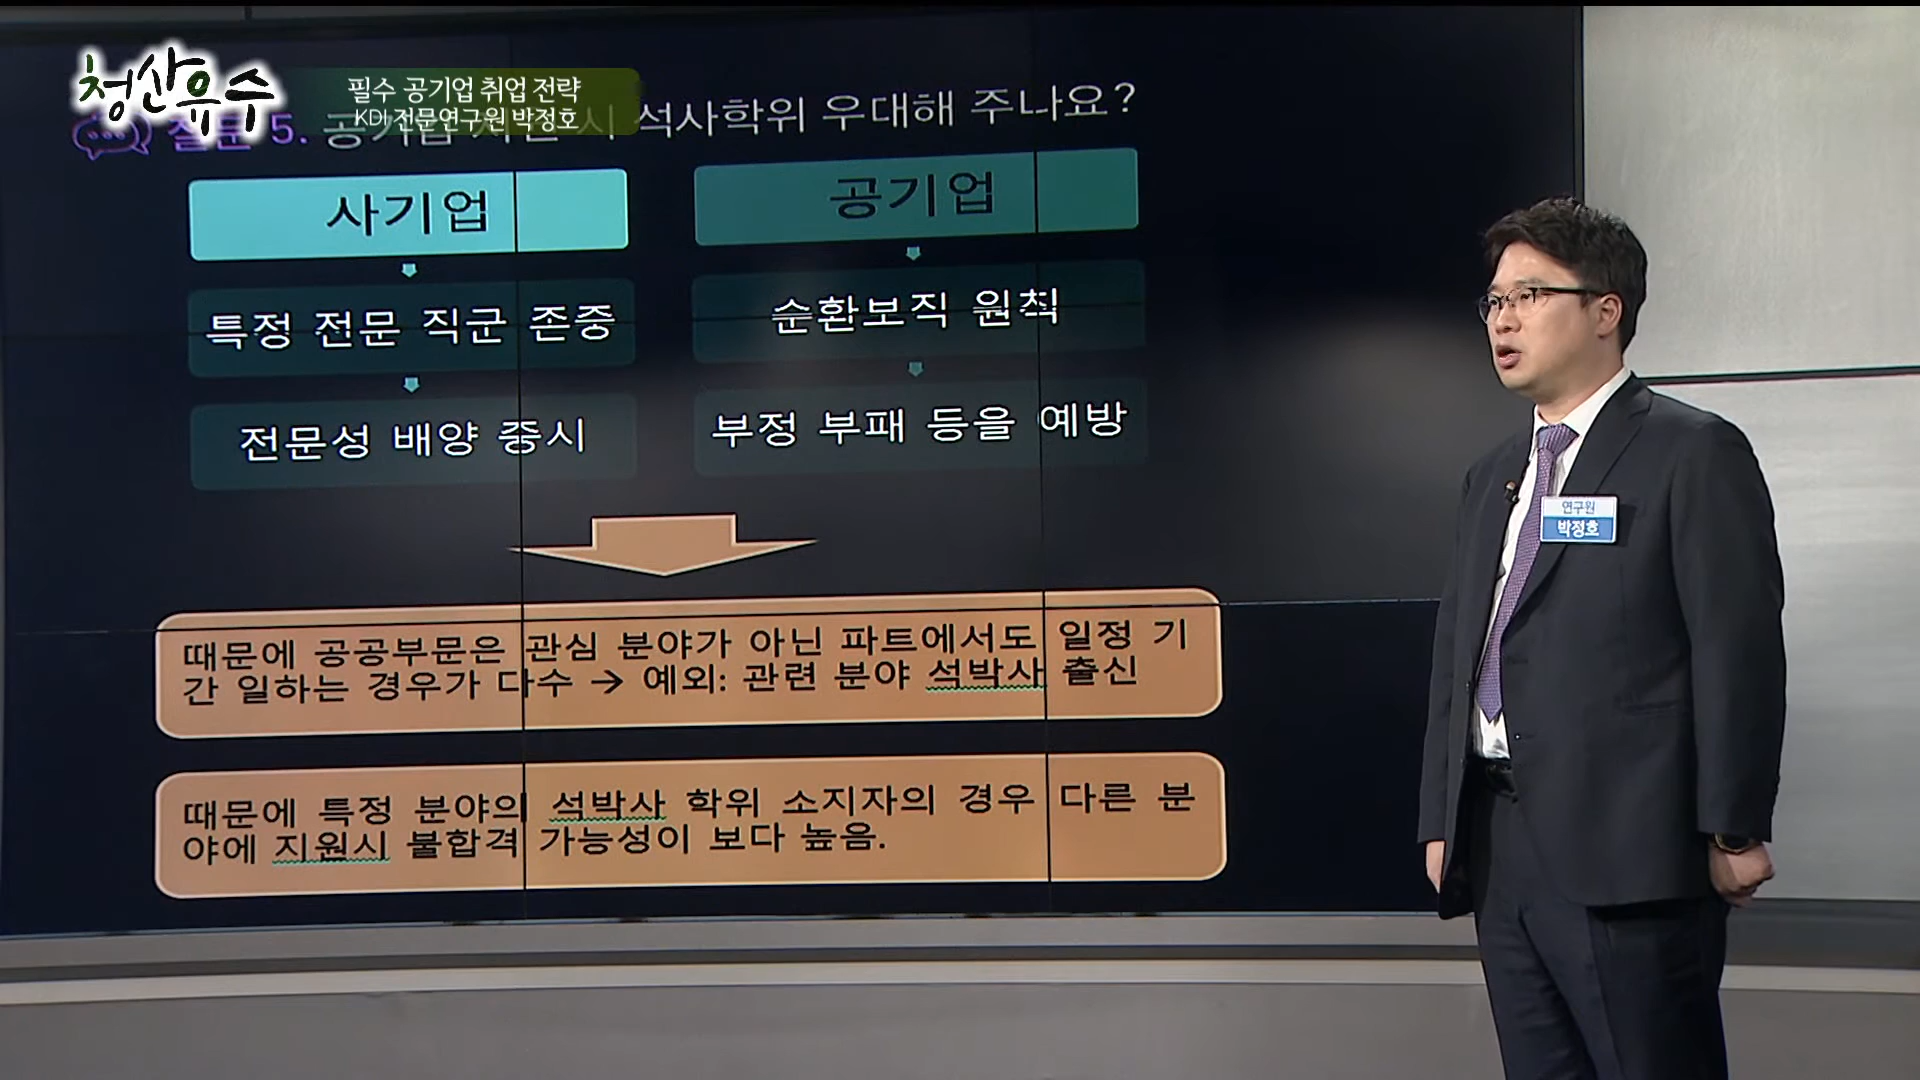 청산유수
필수 공기업 취업 전략
KDI 전문연구원 박정호
질문 5. 공기업 시 석사학위 우대해 주나요?
사기업
공기업
특정 전문 직군 존중
순환보직 원칙
전문성 배양 중시
부정 부패 등을 예방
때문에 공공부문은 관심 분야가 아닌 파트에서도 일정 기
간 일하는 경우가 다수 → 예외: 관련 분야 석박사 출신
때문에 특정 분야의 석박사 학위 소지자의 경우 다른 분
야에 지원시 불합격 가능성이 보다 높음.
연구원
박정호